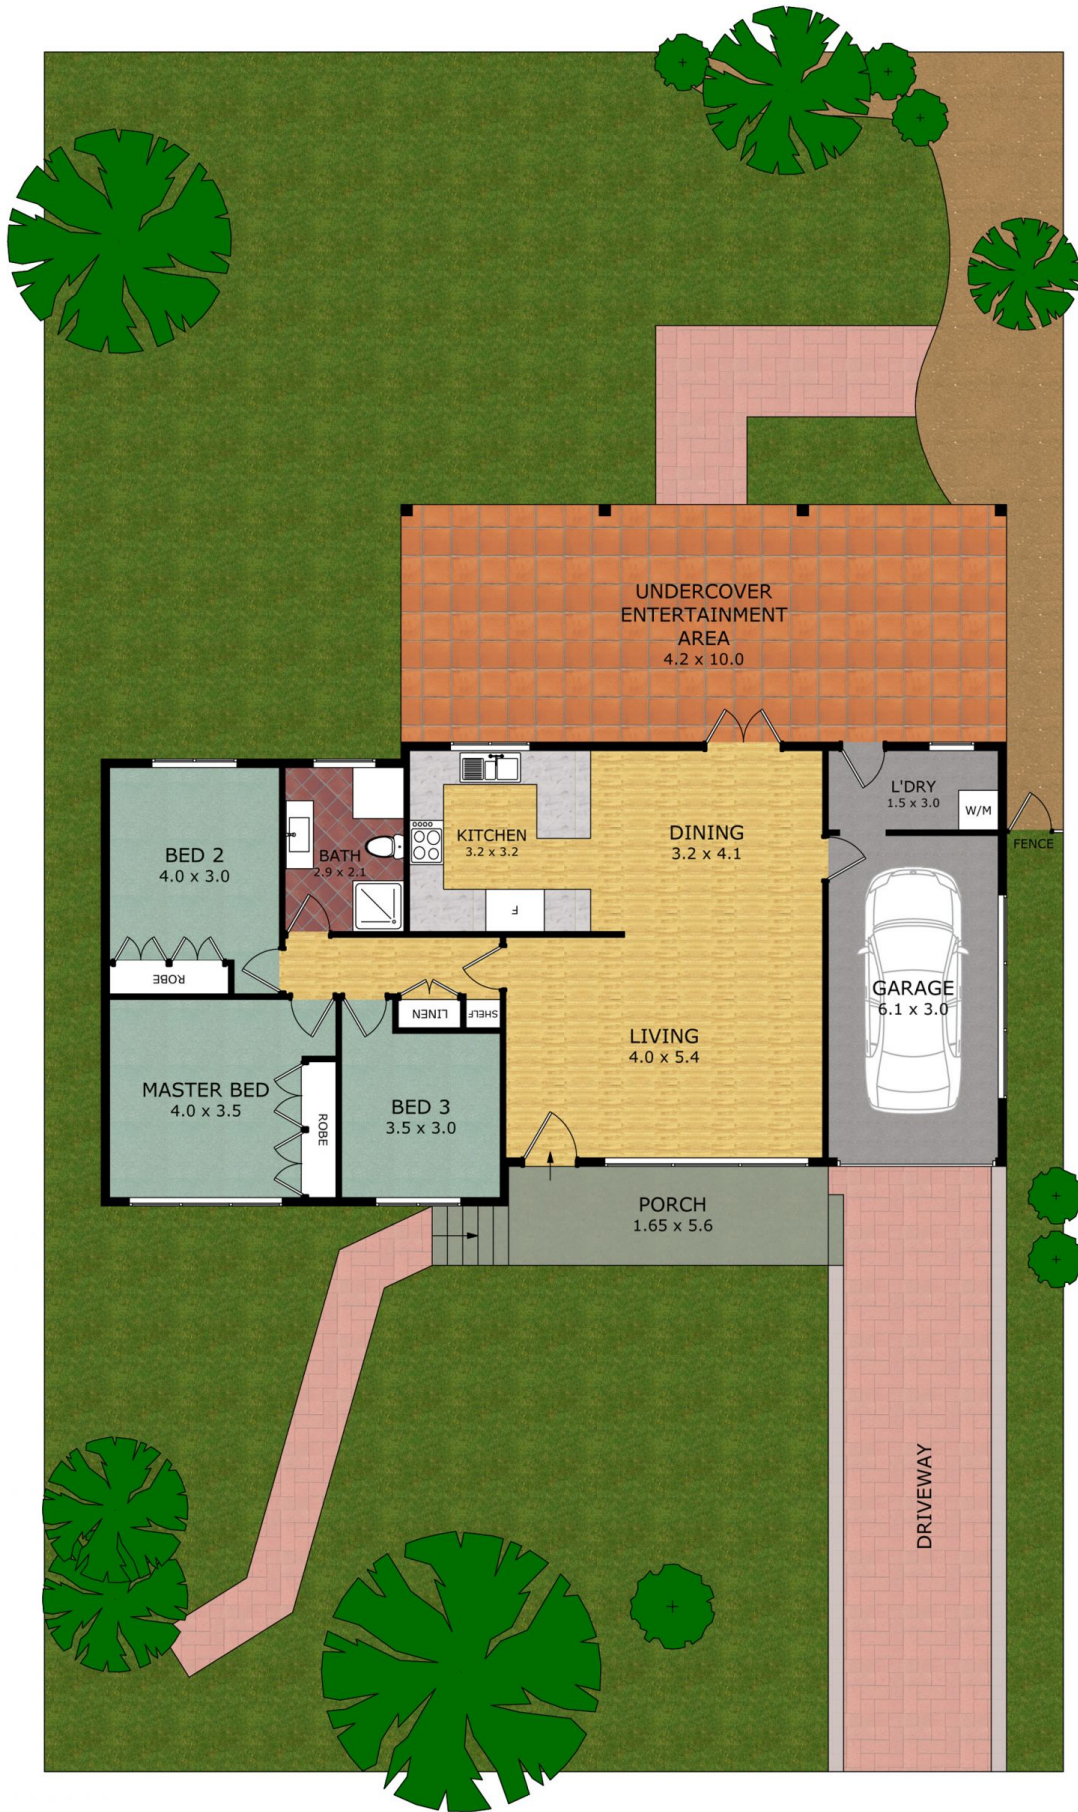 UNDERCOVER
ENTERTAINMENT
AREA
4.2 x 10.0
L'DRY
1.5 x 3.0
W/M
FENCE
KITCHEN
3.2 x 3.2
DINING
3.2 x 4.1
BATH
2.9 x 2.1
BED 2
4.0 x 3.0
F
ROBE
GARAGE
6.1 x 3.0
LINEN
SHELF
LIVING
4.0 x 5.4
MASTER BED
4.0 x 3.5
ROBE
BED 3
3.5 x 3.0
PORCH
1.65 x 5.6
DRIVEWAY